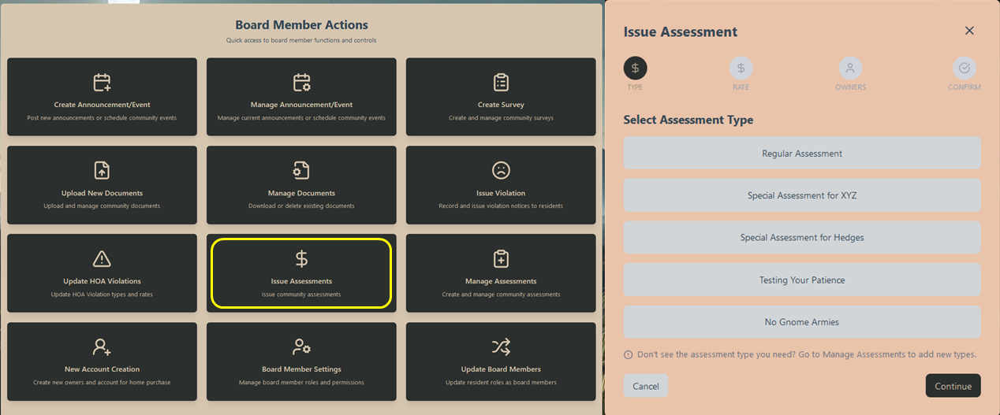 Board Member Actions
Quick access to board member functions and controls
Create Announcement/Event
Post new announcements or schedule community events
Manage Announcement/Event
Manage current announcements or schedule community events
Create Survey
Create and manage community surveys
Upload New Documents
Upload and manage community documents
Manage Documents
Download or delete existing documents
Issue Violation
Record and issue violation notices to residents
Update HOA Violations
Update HOA Violation types and rates
Issue Assessments
Issue community assessments
Manage Assessments
Create and manage community assessments
New Account Creation
Create new owners and account for home purchase
Board Member Settings
Manage board member roles and permissions
Update Board Members
Update resident roles as board members
Issue Assessment
TYPE
RATE
OWNERS
CONFIRM
Select Assessment Type
Regular Assessment
Special Assessment for XYZ
Special Assessment for Hedges
Testing Your Patience
No Gnome Armies
Don't see the assessment type you need? Go to Manage Assessments to add new types.
Cancel
Continue